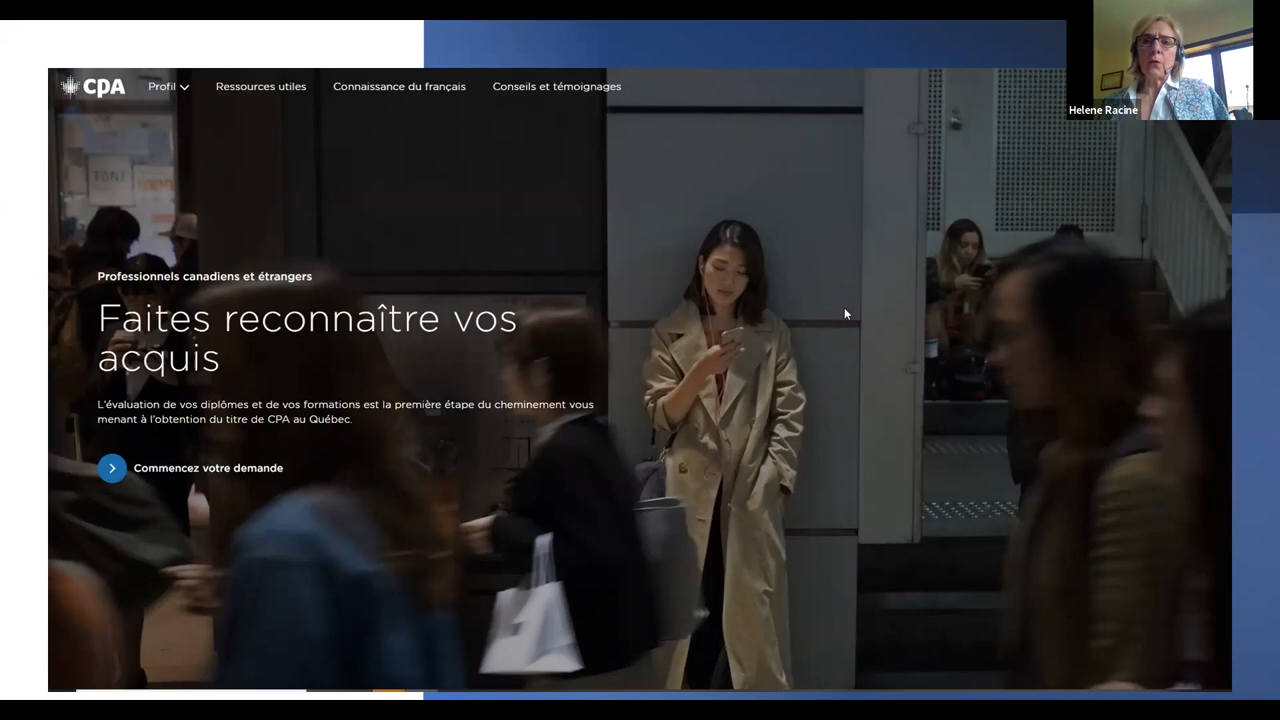 CPA
Profil
Ressources utiles
Connaissance du français
Conseils et témoignages
Helene Racine
TONI
Professionnels canadiens et étrangers
Faites reconnaître vos
acquis
L'évaluation de vos diplômes et de vos formations est la première étape du cheminement vous
menant à l'obtention du titre de CPA au Québec.
Commencez votre demande